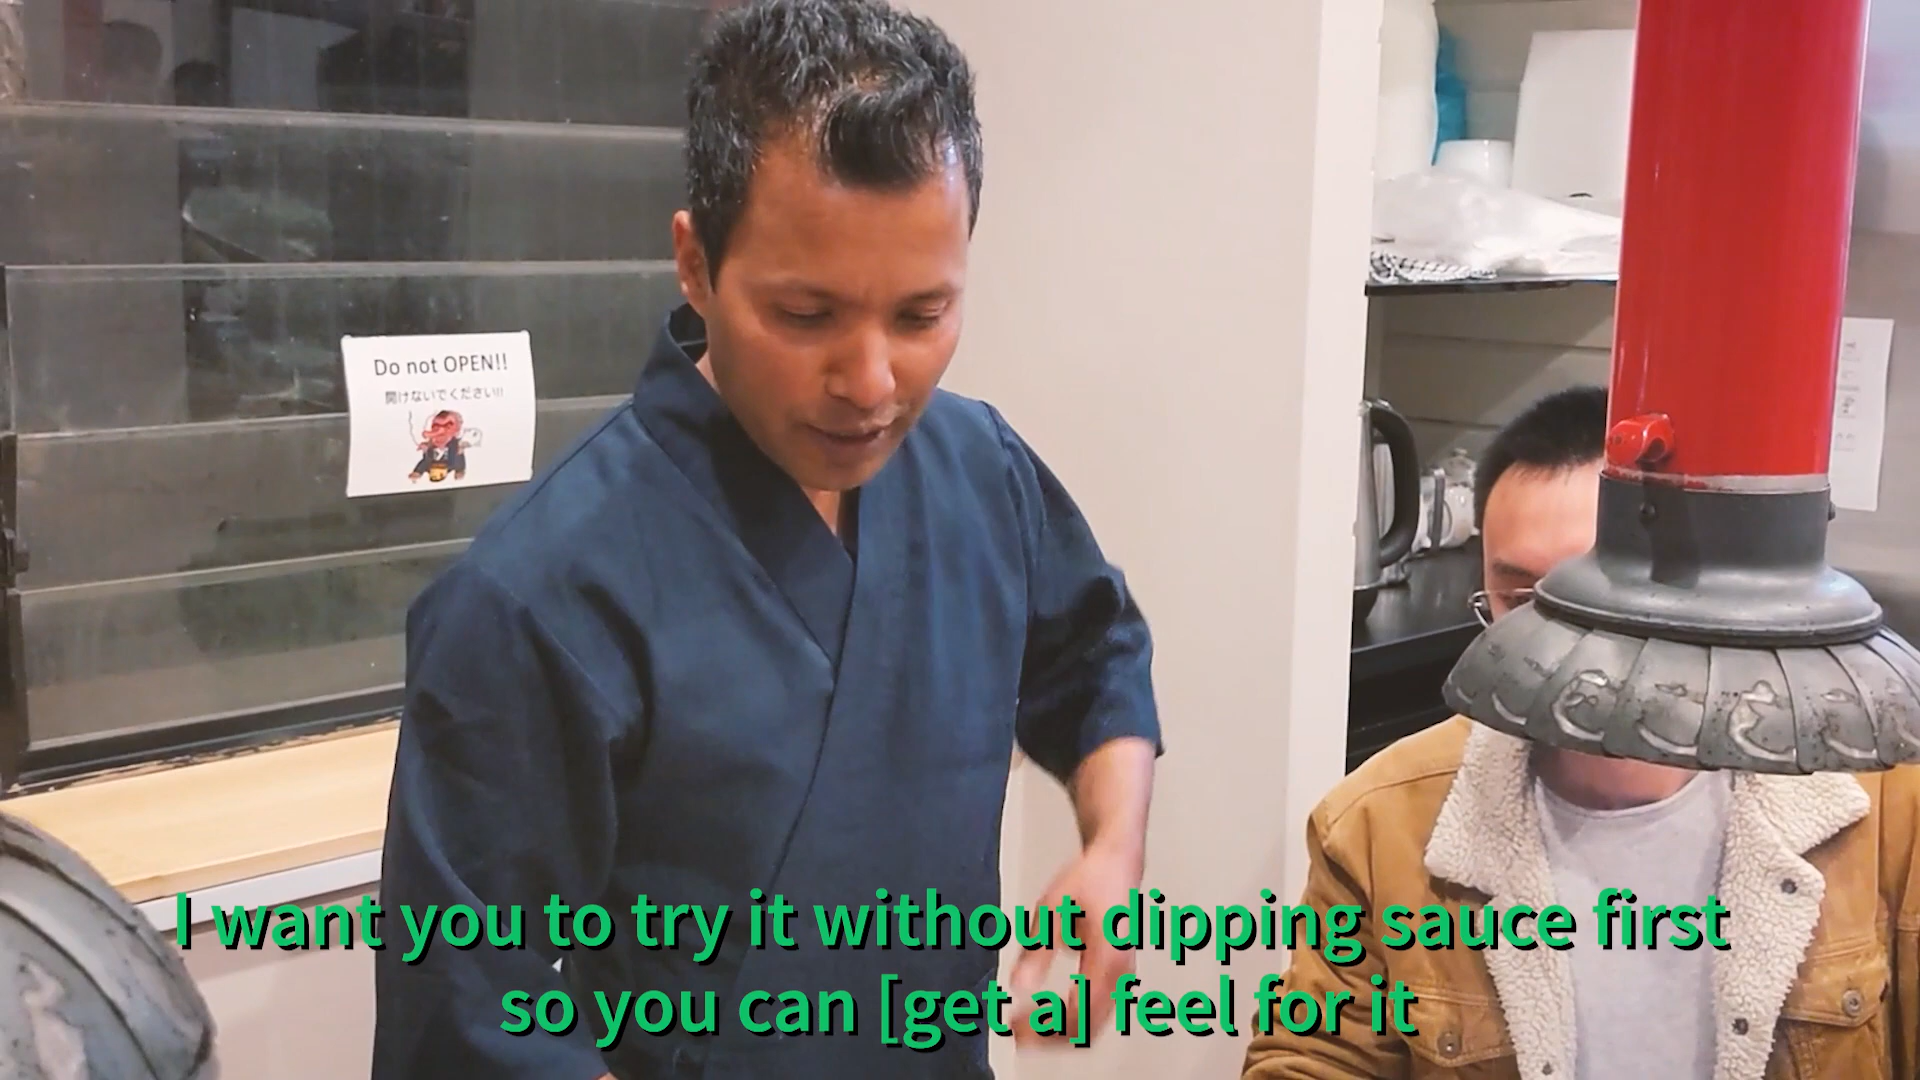 Do not OPEN!!
開けないでください!!
I want you to try it without dipping sauce first
so you can [get a] feel for it